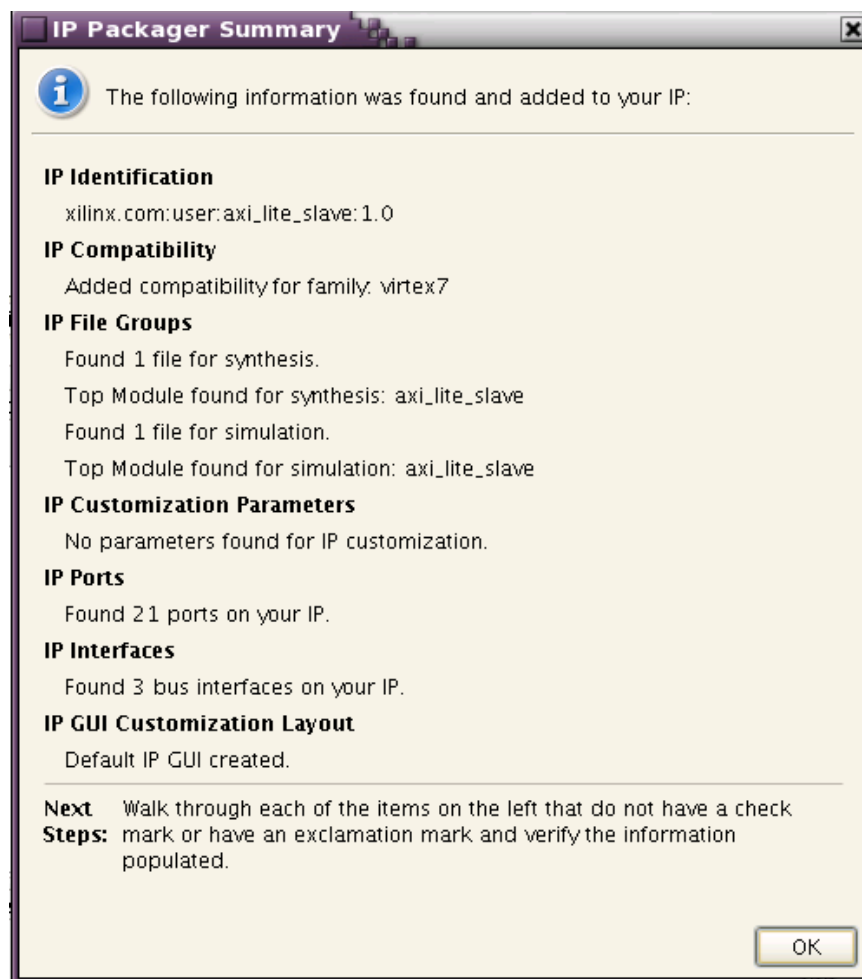 IP Packager Summary
The following information was found and added to your IP:
IP Identification
xilinx.com:user:axi_lite_slave:1.0
IP Compatibility
Added compatibility for family: virtex7
IP File Groups
Found 1 file for synthesis.
Top Module found for synthesis: axi_lite_slave
Found 1 file for simulation.
Top Module found for simulation: axi_lite_slave
IP Customization Parameters
No parameters found for IP customization.
IP Ports
Found 21 ports on your IP.
IP Interfaces
Found 3 bus interfaces on your IP.
IP GUI Customization Layout
Default IP GUI created.
Next Walk through each of the items on the left that do not have a check
Steps: mark or have an exclamation mark and verify the information
populated.
OK